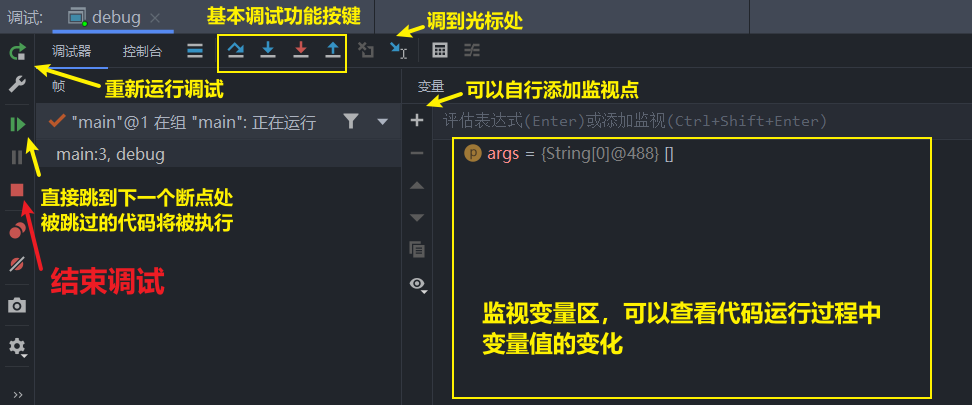 调试:
debug
基本调试功能按键
调到光标处
调试器
控制台
重新运行调试
帧
变量
可以自行添加监视点
"main"@1 在组 "main": 正在运行
评估表达式(Enter)或添加监视(Ctrl+Shift+Enter)
main:3, debug
p args = {String[0]@488} []
直接跳到下一个断点处
被跳过的代码将被执行
结束调试
监视变量区，可以查看代码运行过程中
变量值的变化